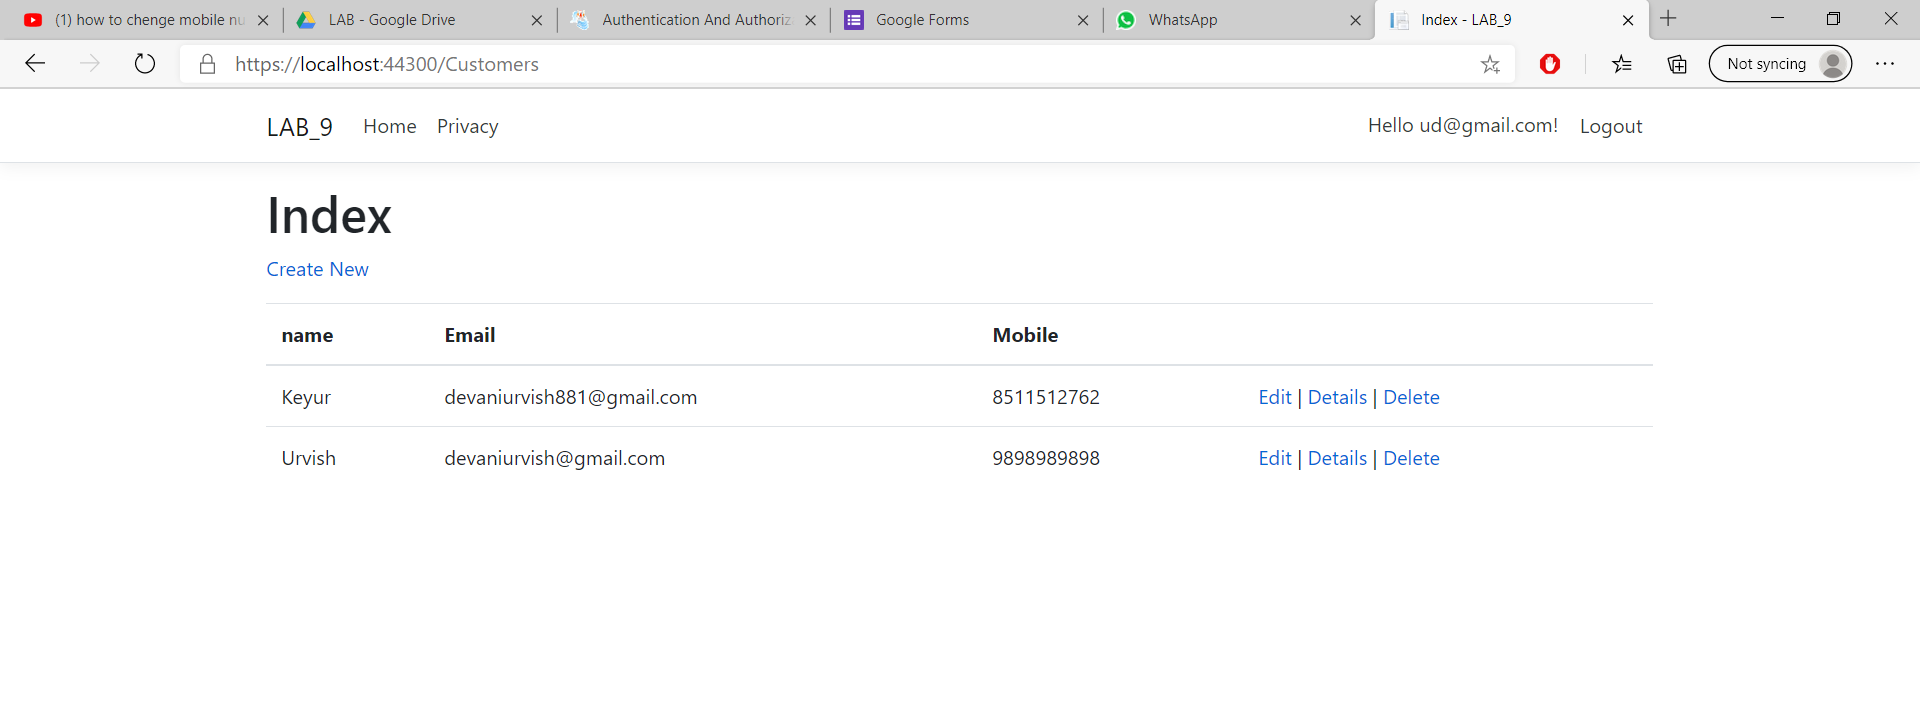 (1) how to chenge mobile nu
LAB - Google Drive
Authentication And Authoriz
Google Forms
WhatsApp
Index - LAB_9
https://localhost:44300/Customers
Not syncing
LAB_9 Home Privacy Hello ud@gmail.com! Logout
Index
Create New
name Email Mobile
Keyur devaniurvish881@gmail.com 8511512762 Edit | Details | Delete
Urvish devaniurvish@gmail.com 9898989898 Edit | Details | Delete